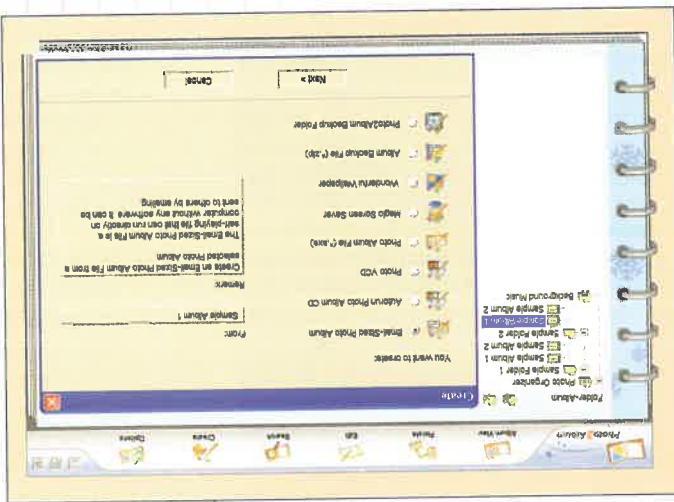 Photo2Album
Album View
Rotate
Edit
Search
Create
Options
Folder-Album
Photo Organizer
Sample Folder 1
Sample Album 1
Sample Album 2
Sample Folder 2
Sample Album 1
Sample Album 2
Background Music
Create
You want to create:
Email-Sized Photo Album
Autorun Photo Album CD
Photo VCD
Photo Album File (*.exe)
Magic Screen Saver
Wonderful Wallpaper
Album Backup File (*.zip)
Photo2Album Backup Folder
From:
Sample Album 1
Remark:
Create an Email-Sized Photo Album File from a
selected Photo Album
The Email-Sized Photo Album File is a
self-playing file that can run directly on
computer without any software. It can be
sent to others by emailing
Next >
Cancel